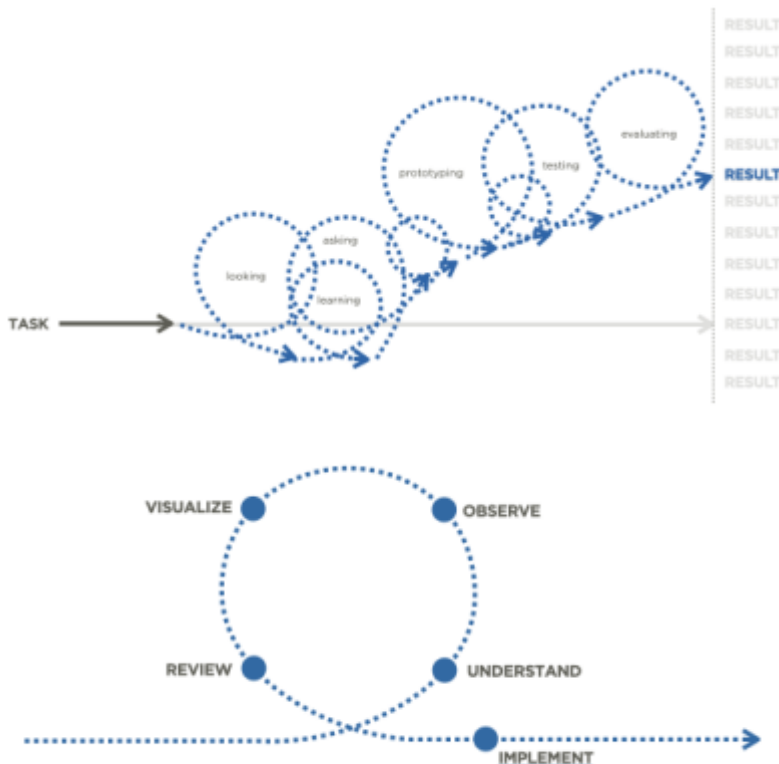 RESULT
RESULT
RESULT
RESULT
evaluating
RESULT
prototyping
testing
RESULT
RESULT
asking
RESULT
looking
RESULT
learning
RESULT
TASK
RESULT
RESULT
RESULT
VISUALIZE
OBSERVE
REVIEW
UNDERSTAND
IMPLEMENT